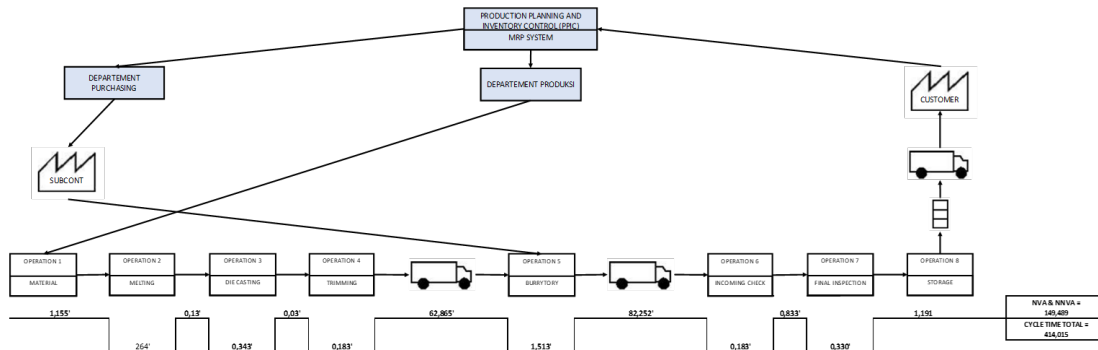 PRODUCTION PLANNING AND
INVENTORY CONTROL (PPIC)
MRP SYSTEM
DEPARTEMENT
PURCHASING
DEPARTEMENT PRODUKSI
CUSTOMER
SUBCONT
OPERATION 1
MATERIAL
OPERATION 2
MELTING
OPERATION 3
DIE CASTING
OPERATION 4
TRIMMING
OPERATION 5
BURRYTORY
OPERATION 6
INCOMING CHECK
OPERATION 7
FINAL INSPECTION
OPERATION 8
STORAGE
1,155'
0,13'
0,03'
62,865'
82,252'
0,833'
1,191
264'
0,343'
0,183'
1,513'
0,183'
0,330'
NVA & NNVA =
149,489
CYCLE TIME TOTAL =
414,015